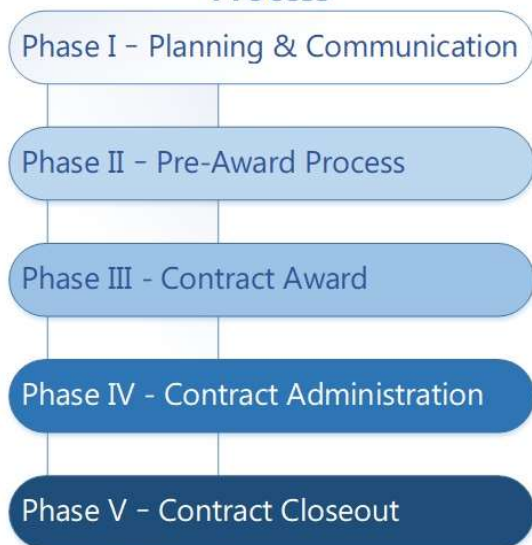 Phase I – Planning & Communication
Phase II – Pre-Award Process
Phase III - Contract Award
Phase IV - Contract Administration
Phase V – Contract Closeout